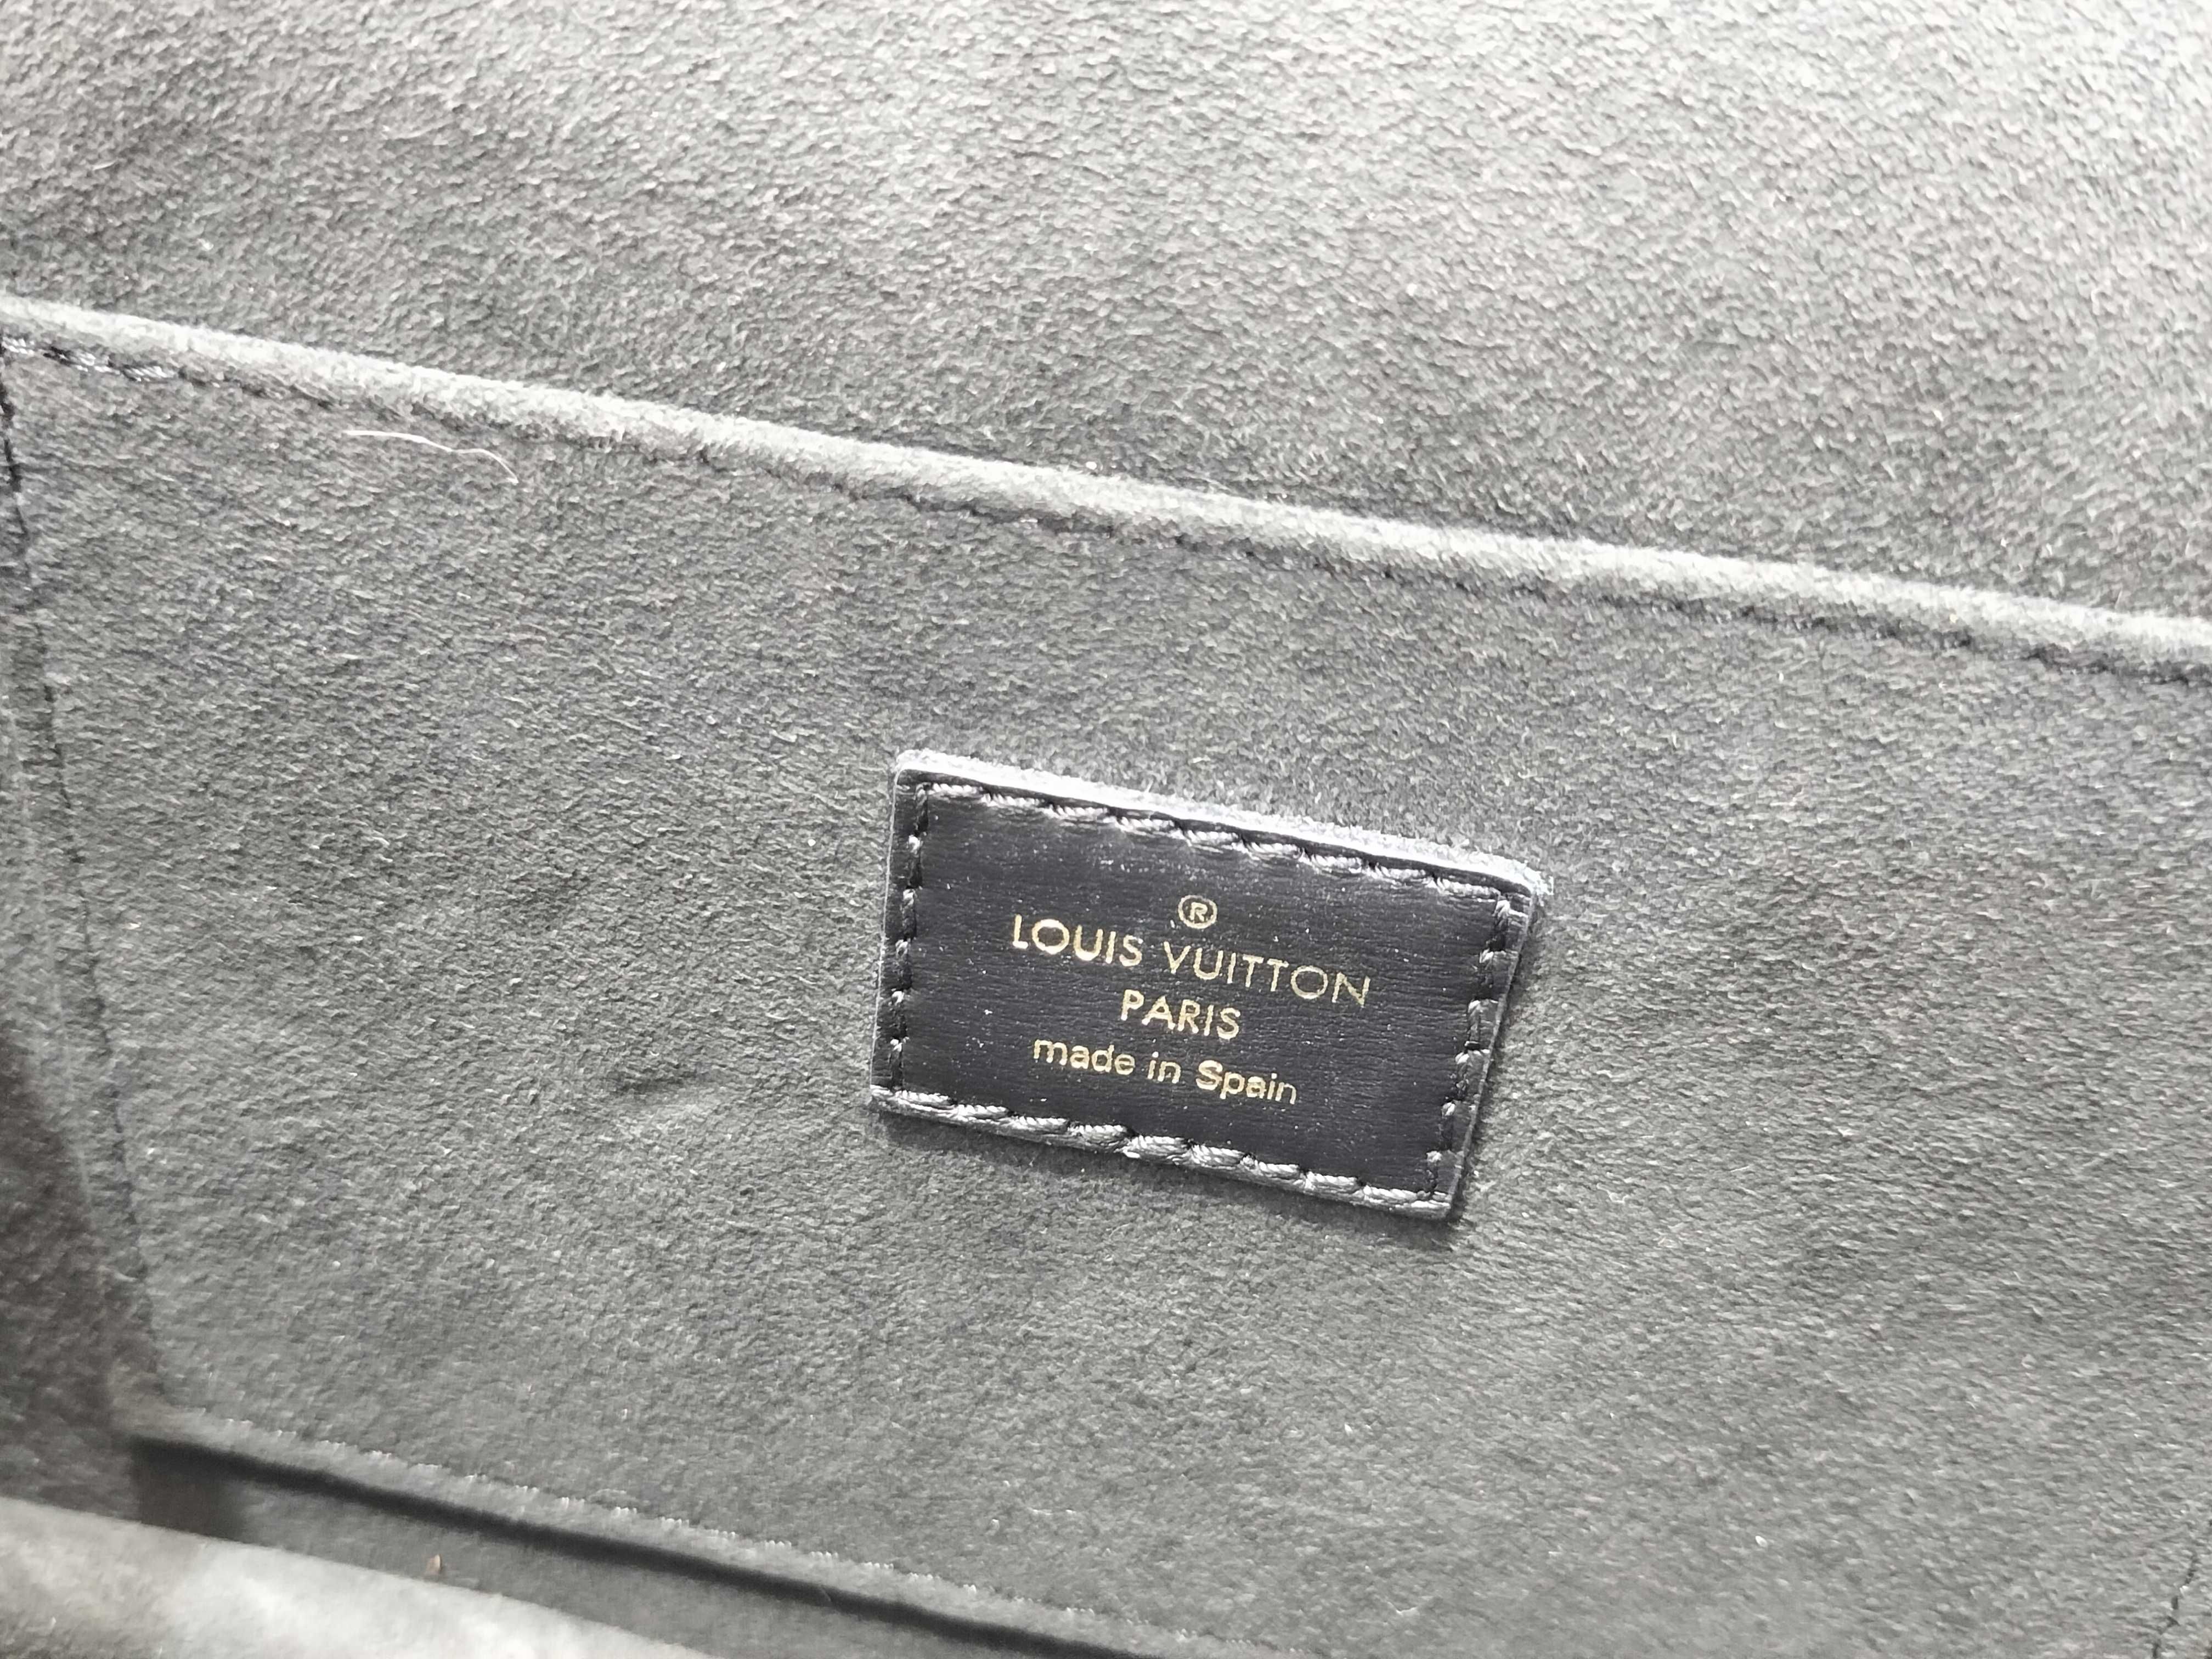 ®
LOUIS VUITTON
PARIS
made in Spain